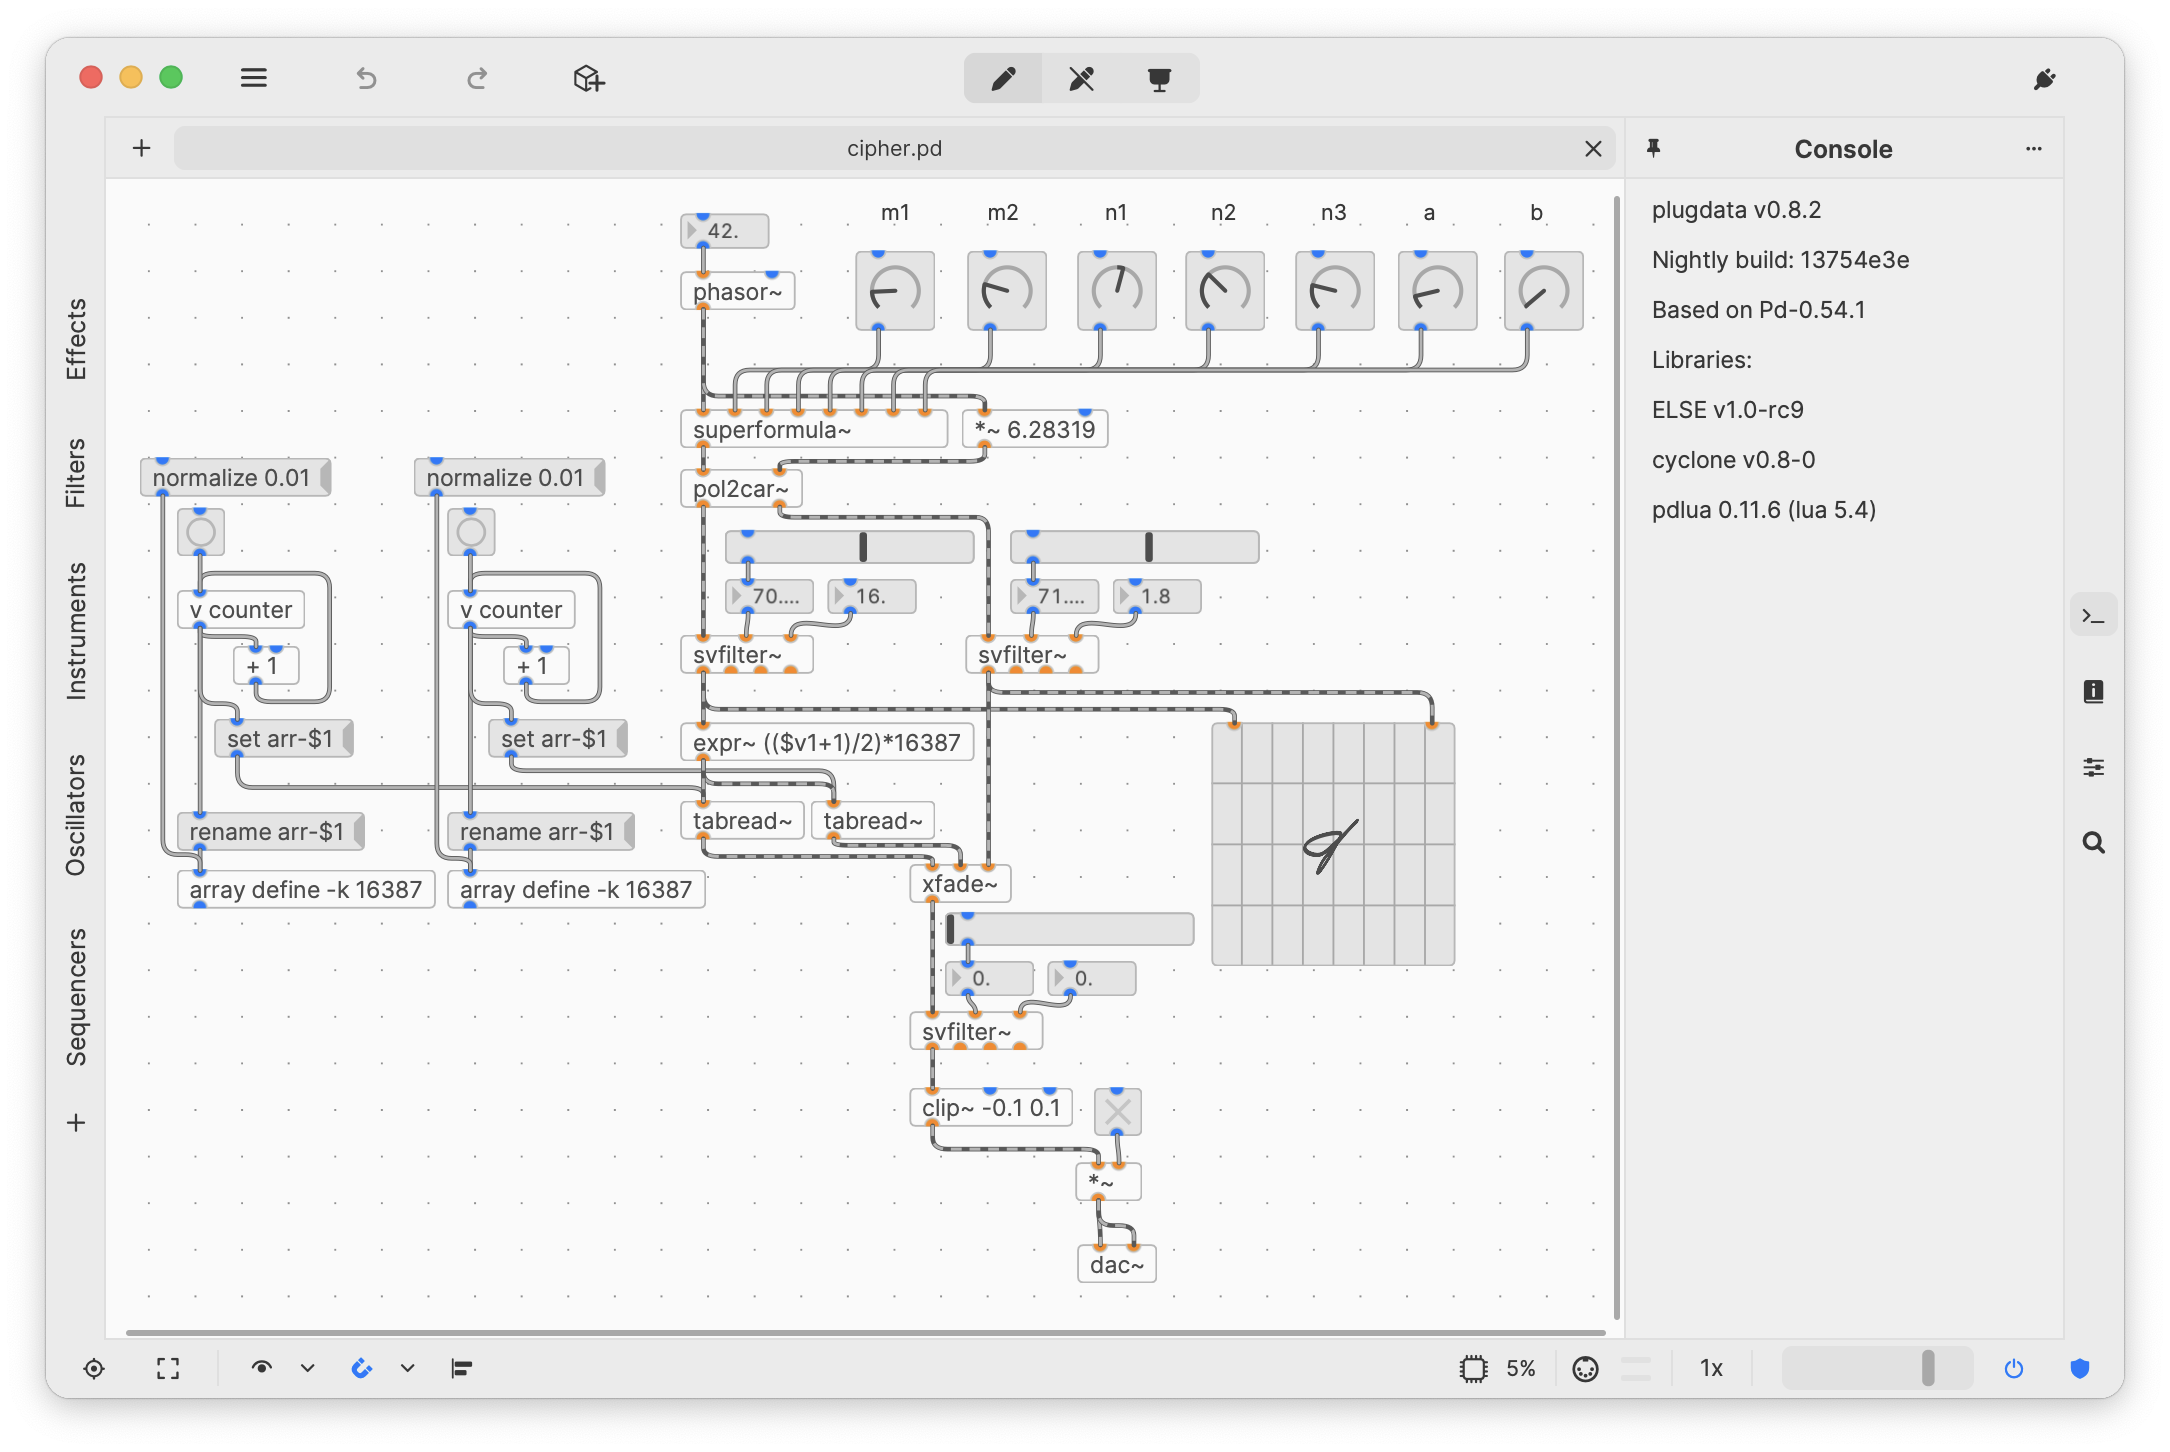 cipher.pd
Console
plugdata v0.8.2
Nightly build: 13754e3e
Based on Pd-0.54.1
Libraries:
ELSE v1.0-rc9
cyclone v0.8-0
pdlua 0.11.6 (lua 5.4)
Effects
Filters
Instruments
Oscillators
Sequencers
m1 m2 n1 n2 n3 a b
42.
phasor~
superformula~ *~ 6.28319
normalize 0.01 normalize 0.01 pol2car~
70.... 16. 71.... 1.8
v counter v counter
+ 1 + 1 svfilter~ svfilter~
set arr-$1 set arr-$1 expr~ (($v1+1)/2)*16387
rename arr-$1 rename arr-$1 tabread~ tabread~
array define -k 16387 array define -k 16387 xfade~
0. 0.
svfilter~
clip~ -0.1 0.1
*~
dac~
5% 1x